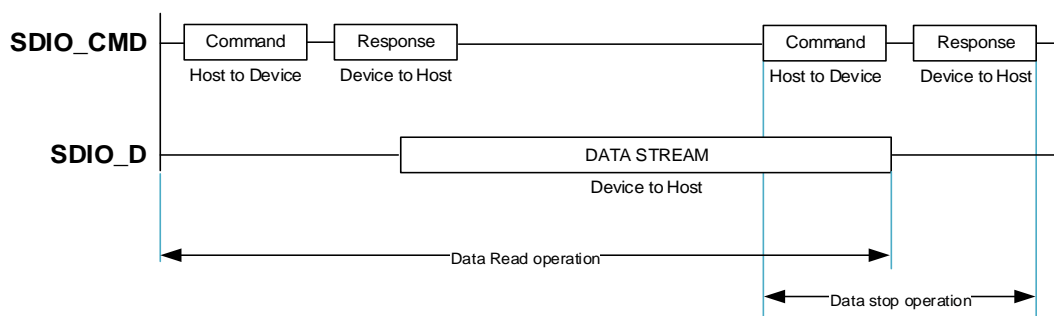 SDIO_CMD Command Response Command Response
Host to Device Device to Host Host to Device Device to Host
SDIO_D DATA STREAM
Device to Host
Data Read operation
Data stop operation